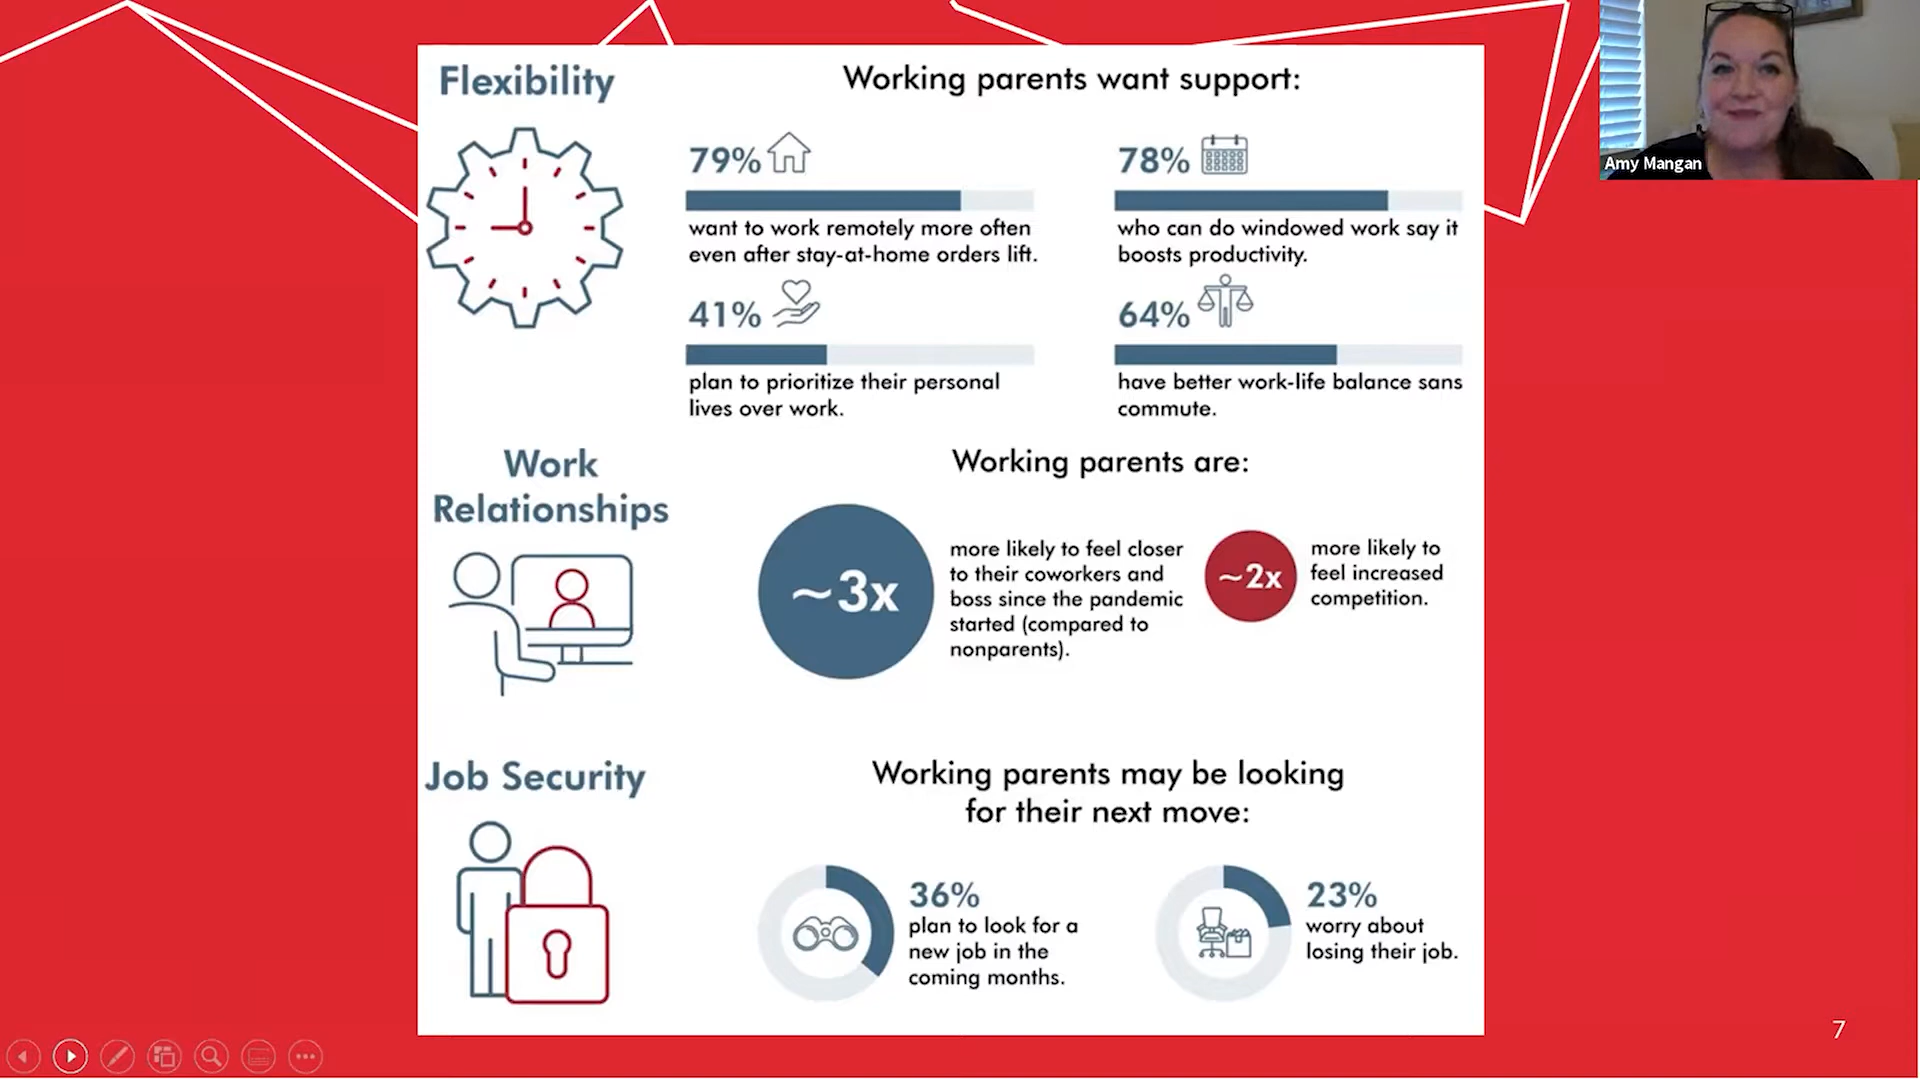 Flexibility
Working parents want support:
79%
want to work remotely more often
even after stay-at-home orders lift.
78%
who can do windowed work say it
boosts productivity.
41%
plan to prioritize their personal
lives over work.
64%
have better work-life balance sans
commute.
Work
Relationships
Working parents are:
~3x
more likely to feel closer
to their coworkers and
boss since the pandemic
started (compared to
nonparents).
~2x
more likely to
feel increased
competition.
Job Security
Working parents may be looking
for their next move:
36%
plan to look for a
new job in the
coming months.
23%
worry about
losing their job.
Amy Mangan
7